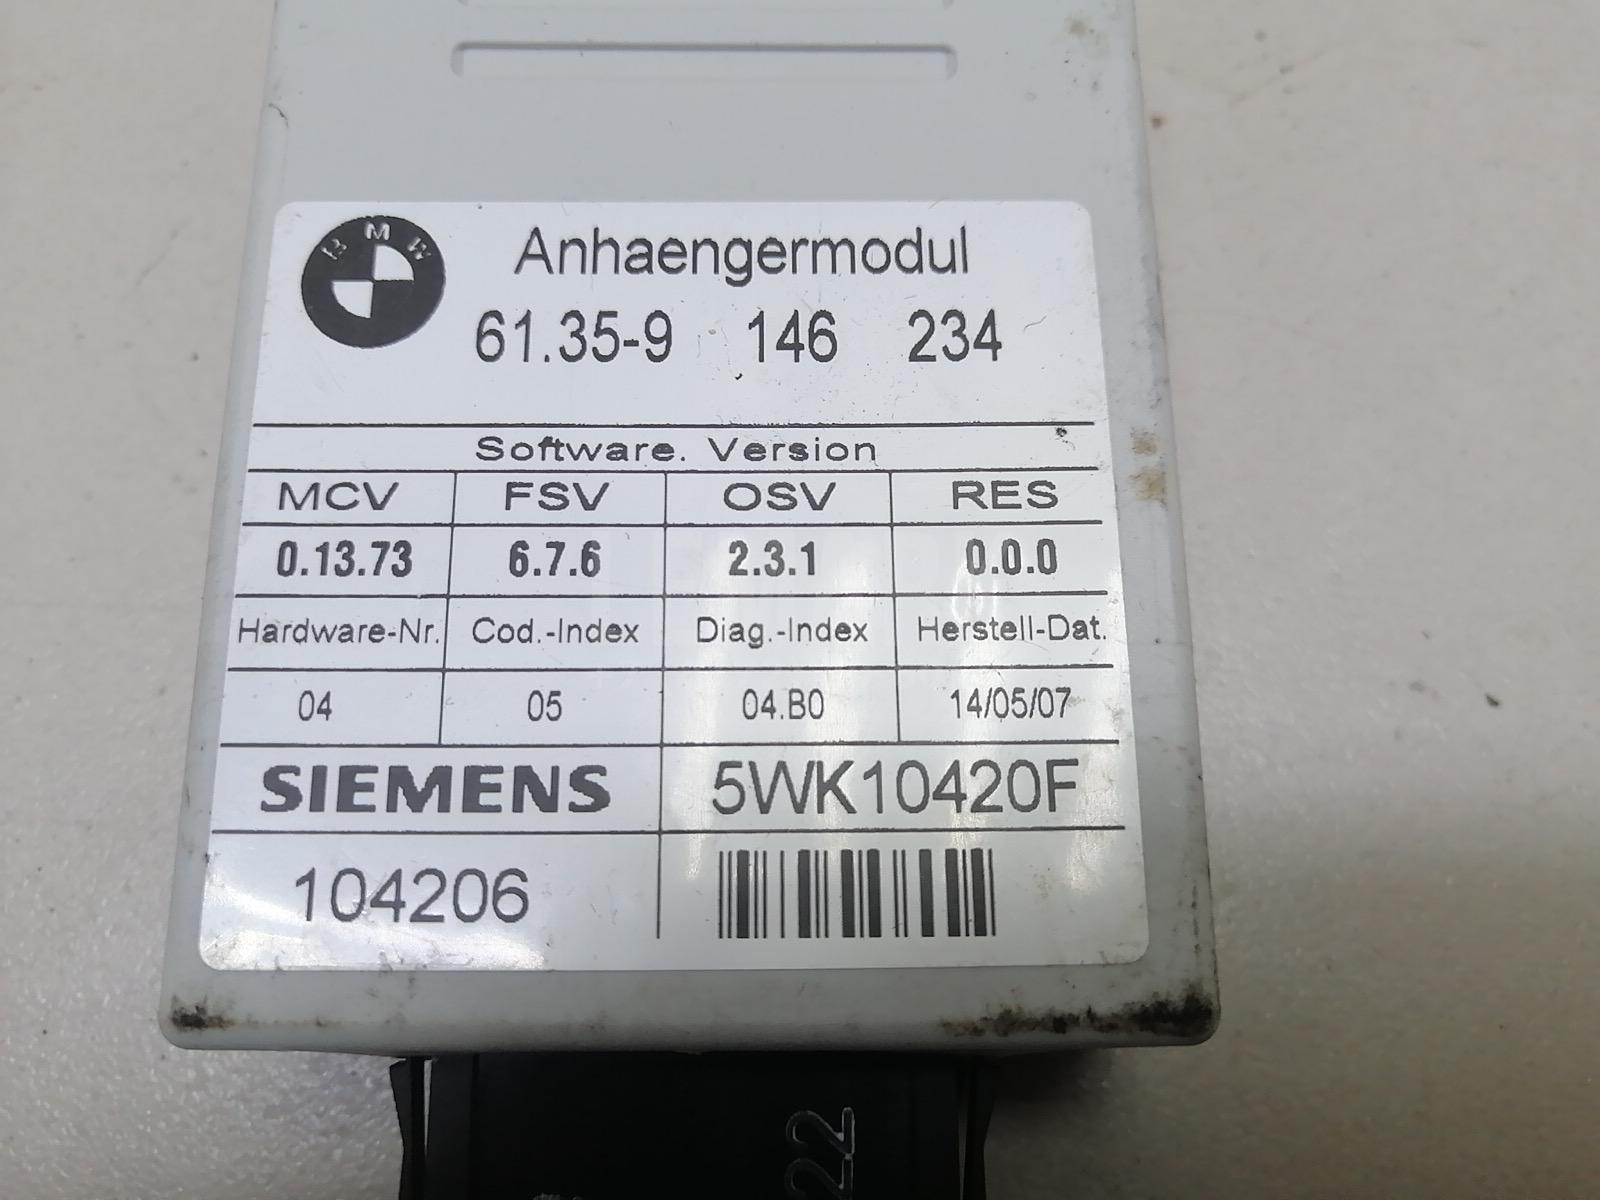 BMW
Anhaengermodul
61.35-9 146 234
Software. Version
MCV FSV OSV RES
0.13.73 6.7.6 2.3.1 0.0.0
Hardware-Nr. Cod.-Index Diag.-Index Herstell-Dat.
04 05 04.B0 14/05/07
SIEMENS 5WK10420F
104206
22